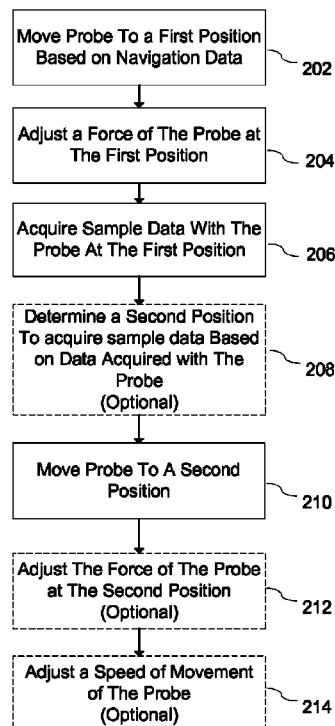 Move Probe To a First Position
Based on Navigation Data
202
Adjust a Force of The Probe at
The First Position
204
Acquire Sample Data With The
Probe At The First Position
206
Determine a Second Position
To acquire sample data Based
on Data Acquired with The
Probe
(Optional)
208
Move Probe To A Second
Position
210
Adjust The Force of The Probe
at The Second Position
(Optional)
212
Adjust a Speed of Movement
of The Probe
(Optional)
214